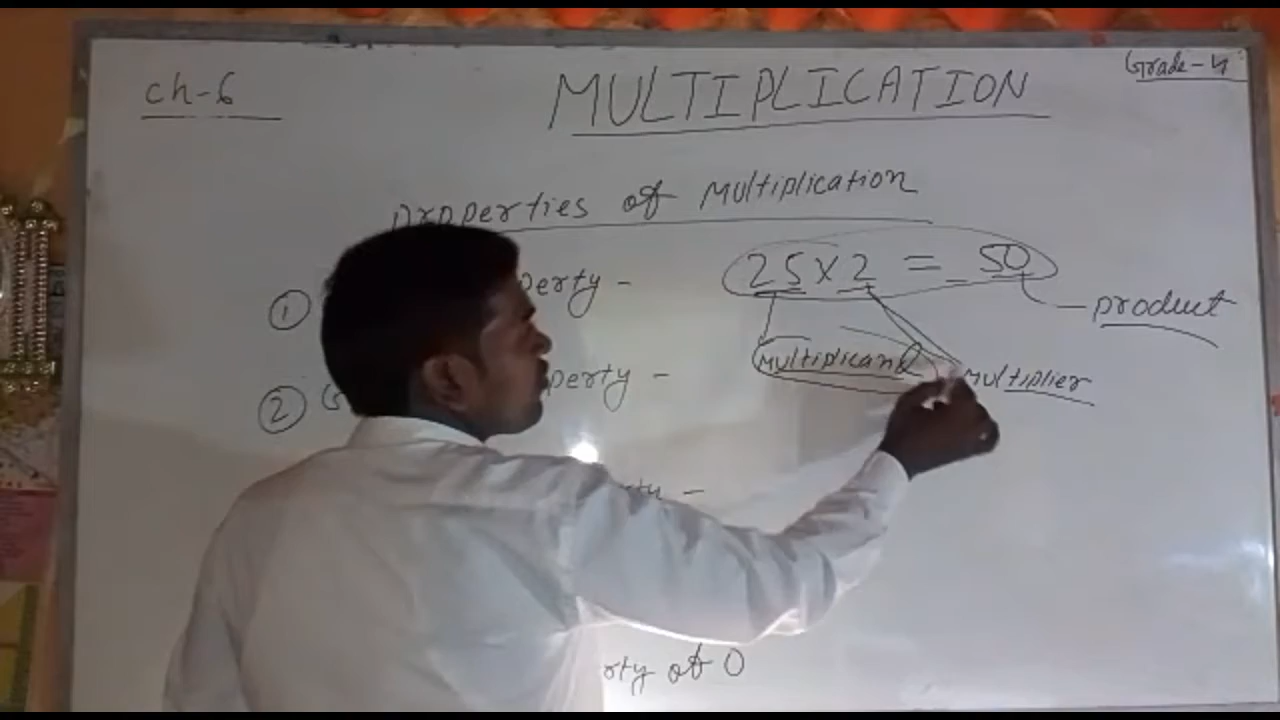 ch-6
MULTIPLICATION
Grade-4
properties of Multiplication
① perty -
25 x 2 = 50
product
Multiplicand
Multiplier
② G perty -
rty -
rty of 0